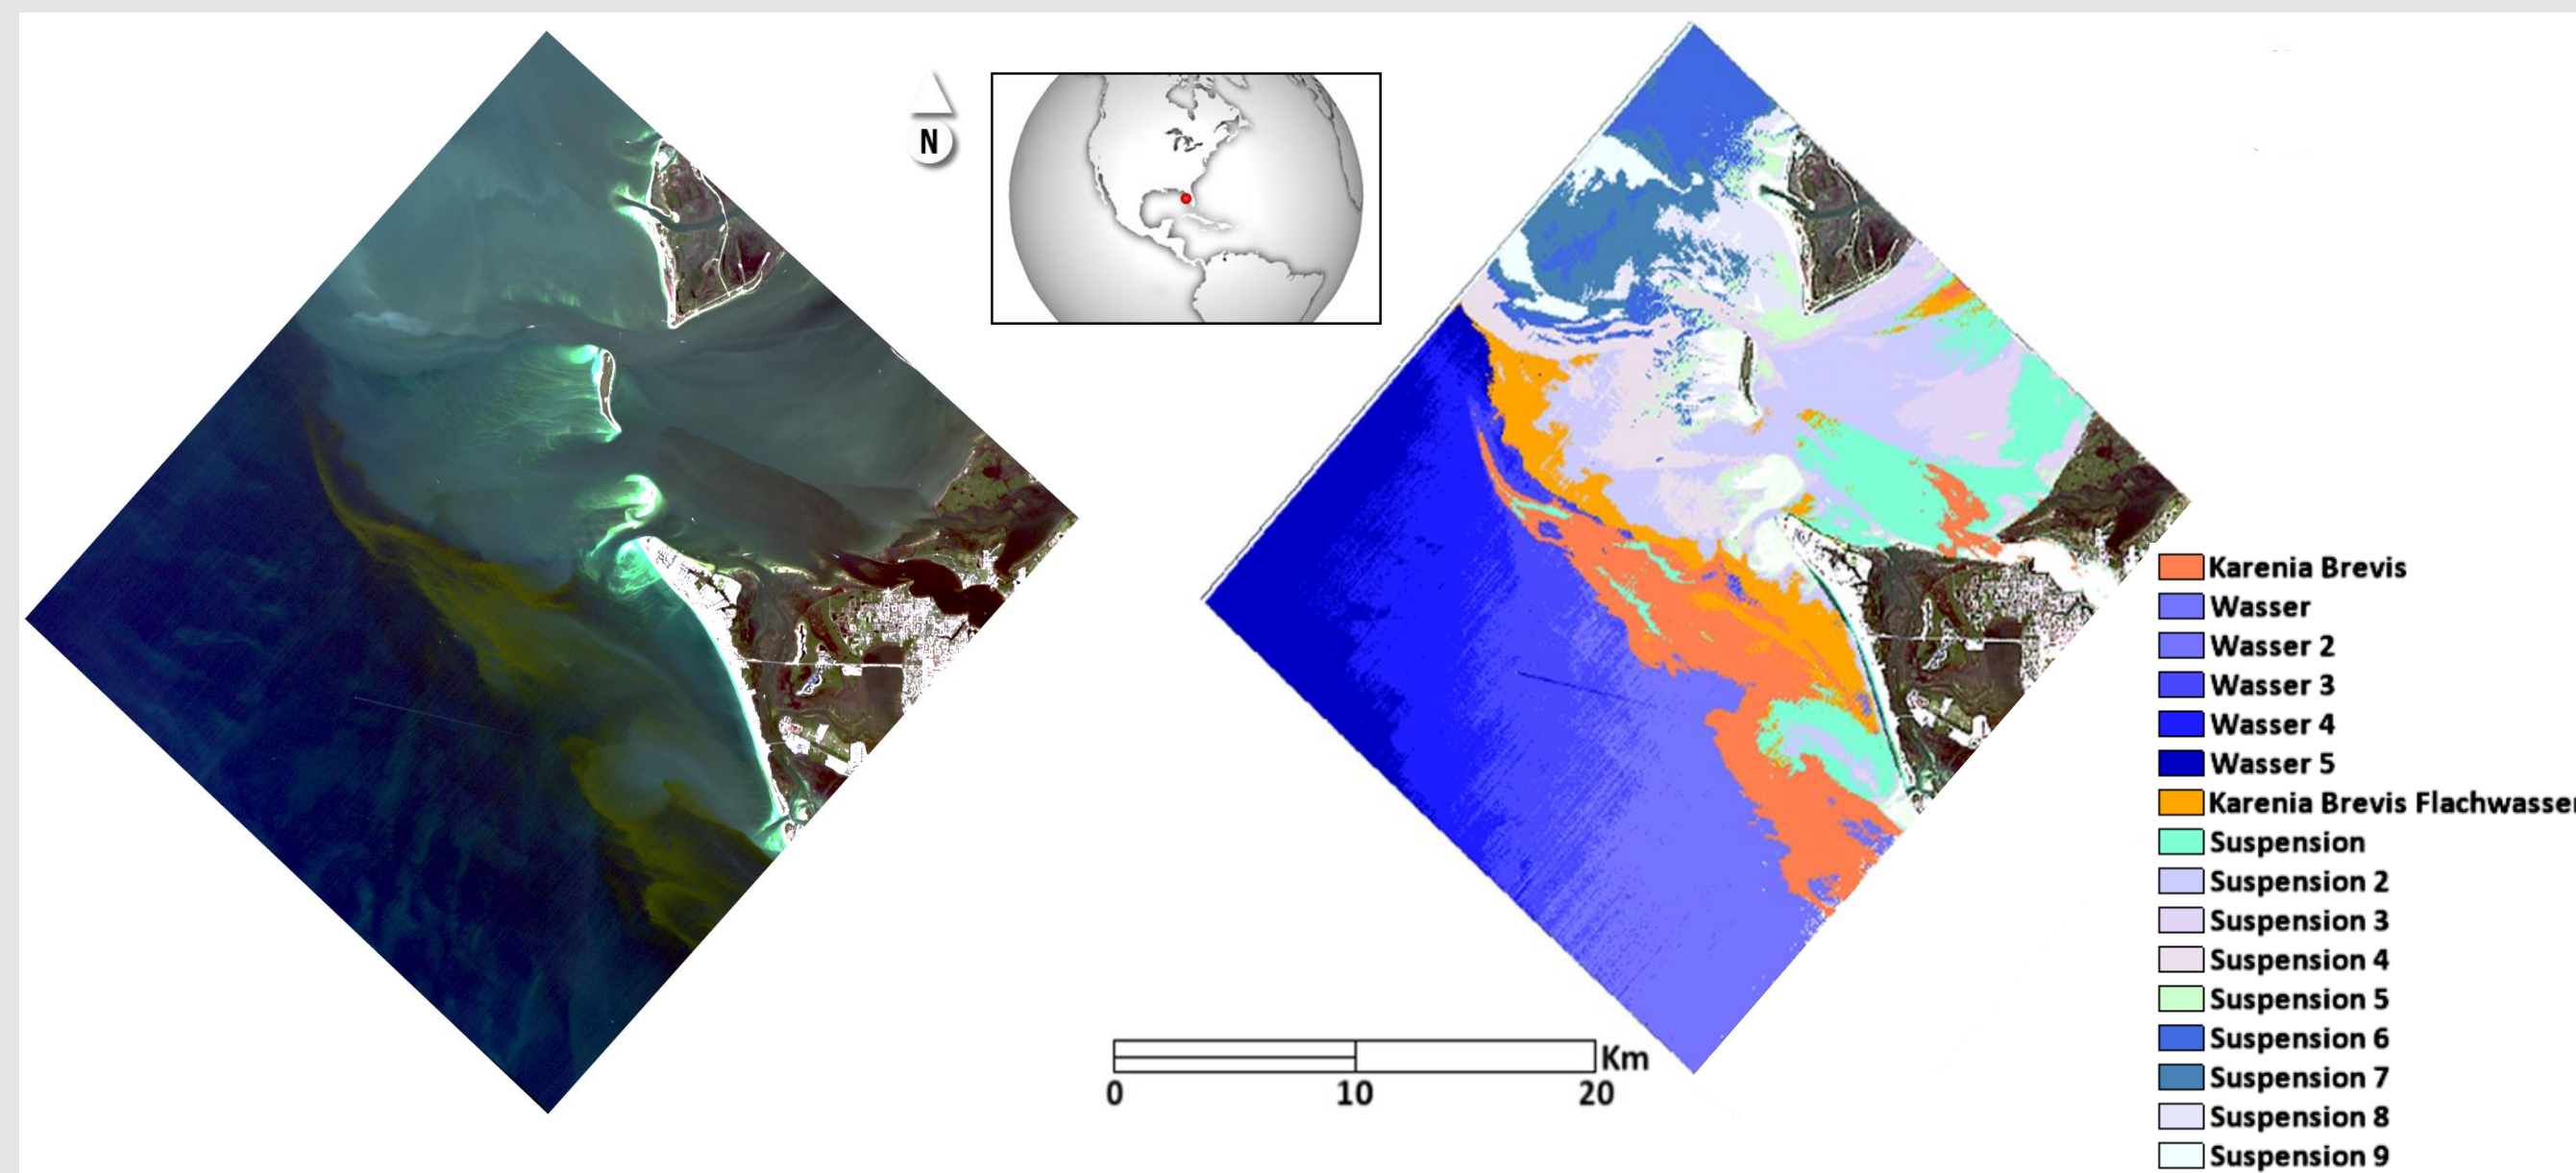 N
Km
0
10
20
Karenia Brevis
Wasser
Wasser 2
Wasser 3
Wasser 4
Wasser 5
Karenia Brevis Flachwasser
Suspension
Suspension 2
Suspension 3
Suspension 4
Suspension 5
Suspension 6
Suspension 7
Suspension 8
Suspension 9